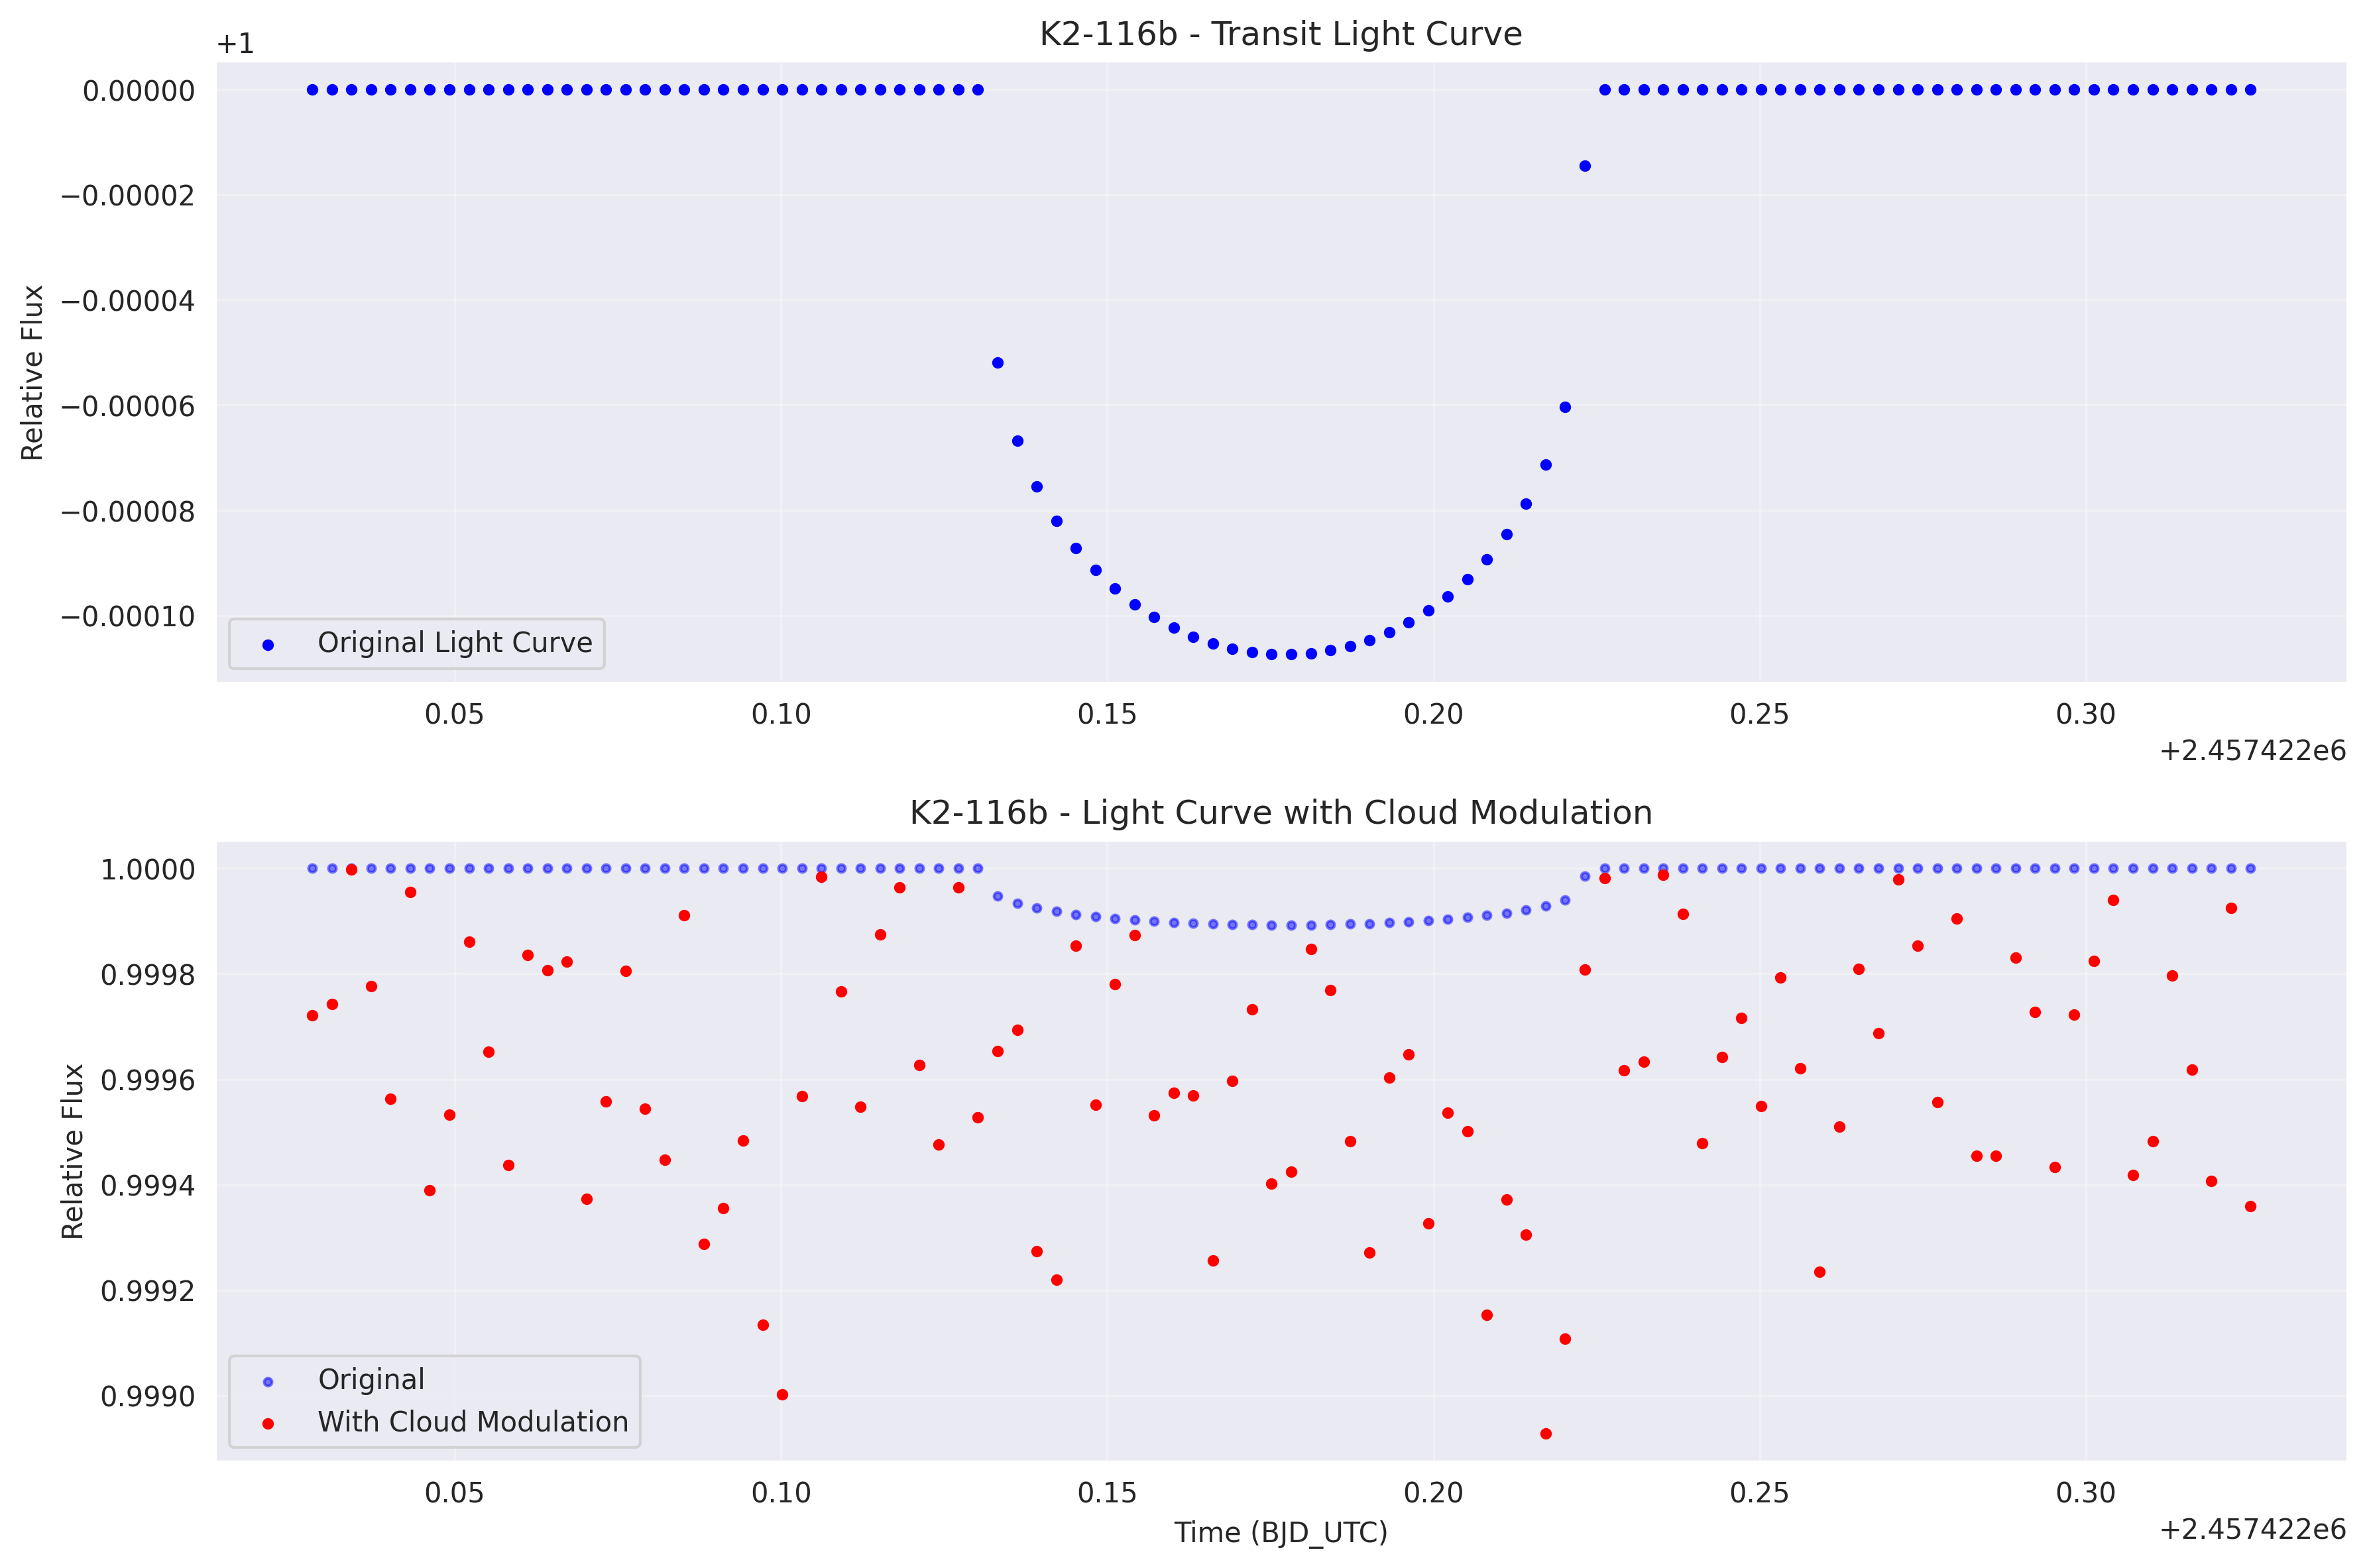 K2-116b - Transit Light Curve
+1
0.00000
−0.00002
−0.00004
−0.00006
−0.00008
−0.00010
Relative Flux
Original Light Curve
0.05 0.10 0.15 0.20 0.25 0.30
+2.457422e6
K2-116b - Light Curve with Cloud Modulation
1.0000
0.9998
0.9996
0.9994
0.9992
0.9990
Relative Flux
Original
With Cloud Modulation
0.05 0.10 0.15 0.20 0.25 0.30
Time (BJD_UTC)
+2.457422e6